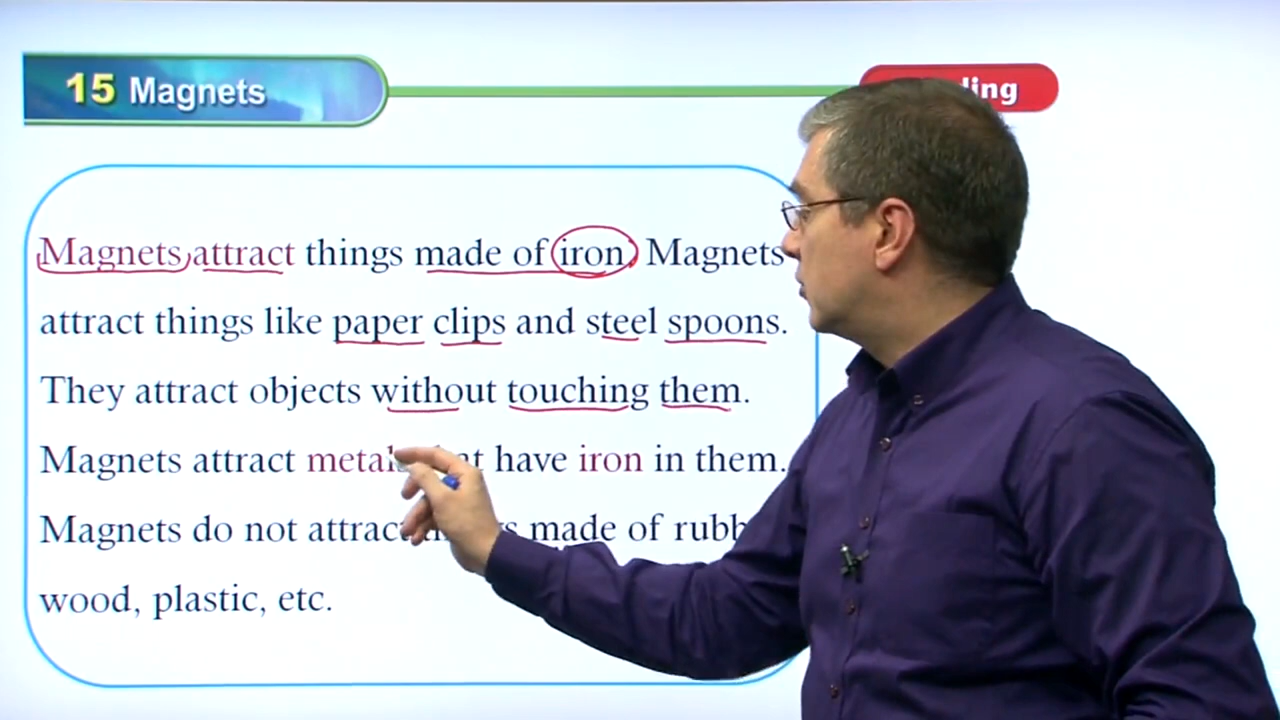 15 Magnets
ding
Magnets attract things made of iron. Magnets
attract things like paper clips and steel spoons.
They attract objects without touching them.
Magnets attract metals have iron in them.
Magnets do not attract made of
wood, plastic, etc.